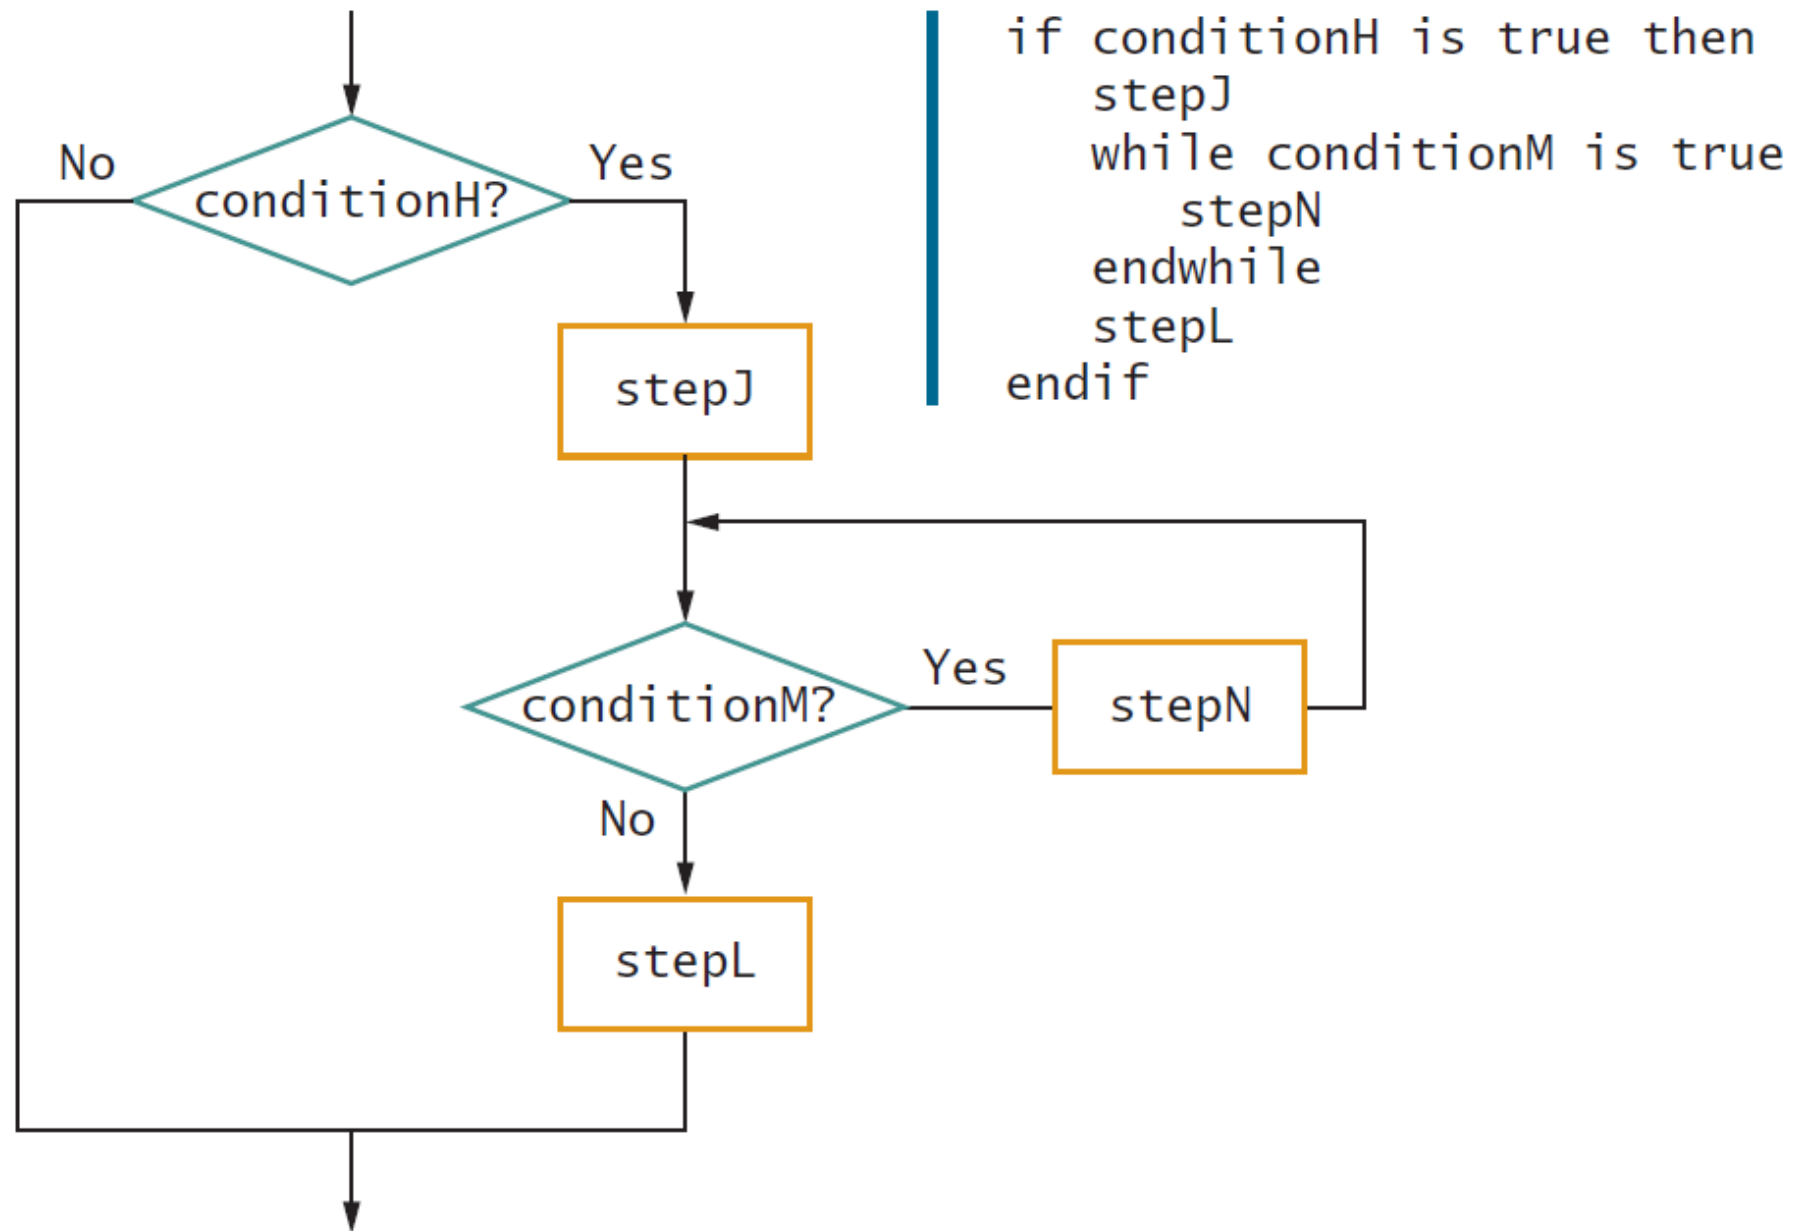 if conditionH is true then
   stepJ
   while conditionM is true
      stepN
   endwhile
   stepL
endif
No
Yes
conditionH?
stepJ
Yes
conditionM?
stepN
No
stepL